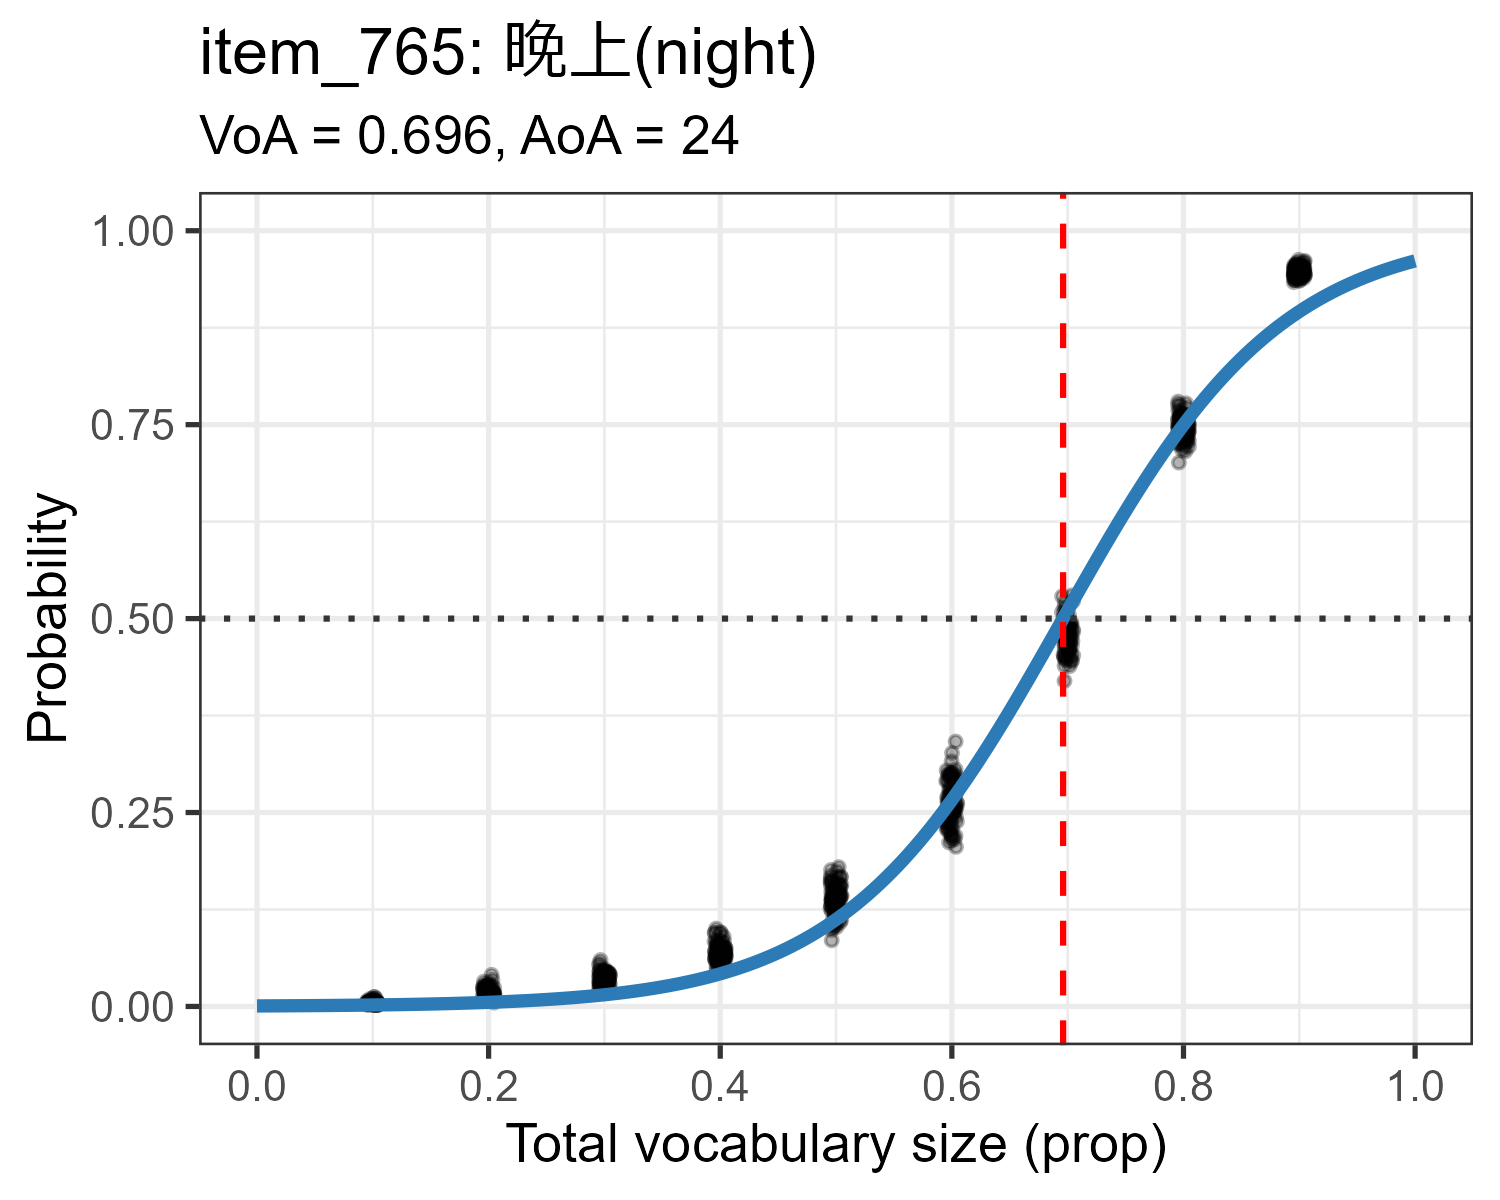 item_765: 晚上(night)
VoA = 0.696, AoA = 24
1.00
0.75
0.50
0.25
0.00
Probability
0.0 0.2 0.4 0.6 0.8 1.0
Total vocabulary size (prop)